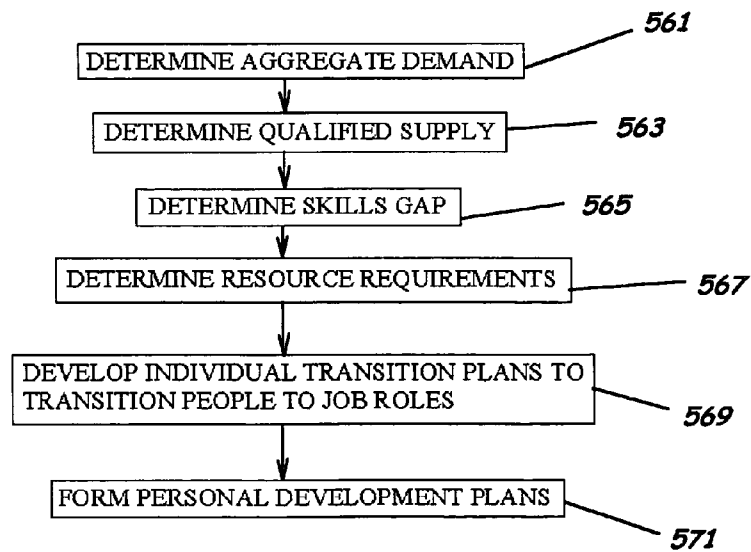 561
DETERMINE AGGREGATE DEMAND
563
DETERMINE QUALIFIED SUPPLY
DETERMINE SKILLS GAP
565
DETERMINE RESOURCE REQUIREMENTS
567
DEVELOP INDIVIDUAL TRANSITION PLANS TO
TRANSITION PEOPLE TO JOB ROLES
569
FORM PERSONAL DEVELOPMENT PLANS
571